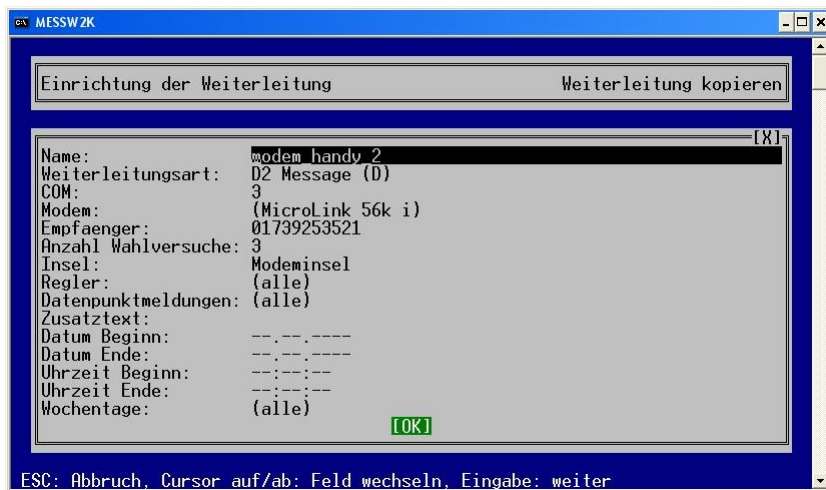 MESSW2K
Einrichtung der Weiterleitung Weiterleitung kopieren
[X]
Name: modem_handy_2
Weiterleitungsart: D2 Message (D)
COM: 3
Modem: (MicroLink 56k i)
Empfaenger: 01739253521
Anzahl Wahlversuche: 3
Insel: Modeminsel
Regler: (alle)
Datenpunktmeldungen: (alle)
Zusatztext:
Datum Beginn: --.--.----
Datum Ende: --.--.----
Uhrzeit Beginn: --:--:--
Uhrzeit Ende: --:--:--
Wochentage: (alle)
[OK]
ESC: Abbruch, Cursor auf/ab: Feld wechseln, Eingabe: weiter